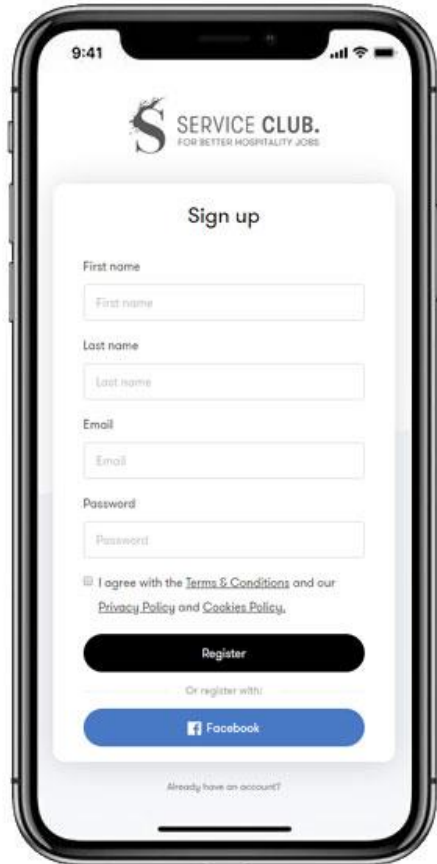 9:41
SERVICE CLUB.
FOR BETTER HOSPITALITY JOBS
Sign up
First name
First name
Last name
Last name
Email
Email
Password
Password
I agree with the Terms & Conditions and our
Privacy Policy and Cookies Policy.
Register
Or register with:
Facebook
Already have an account?